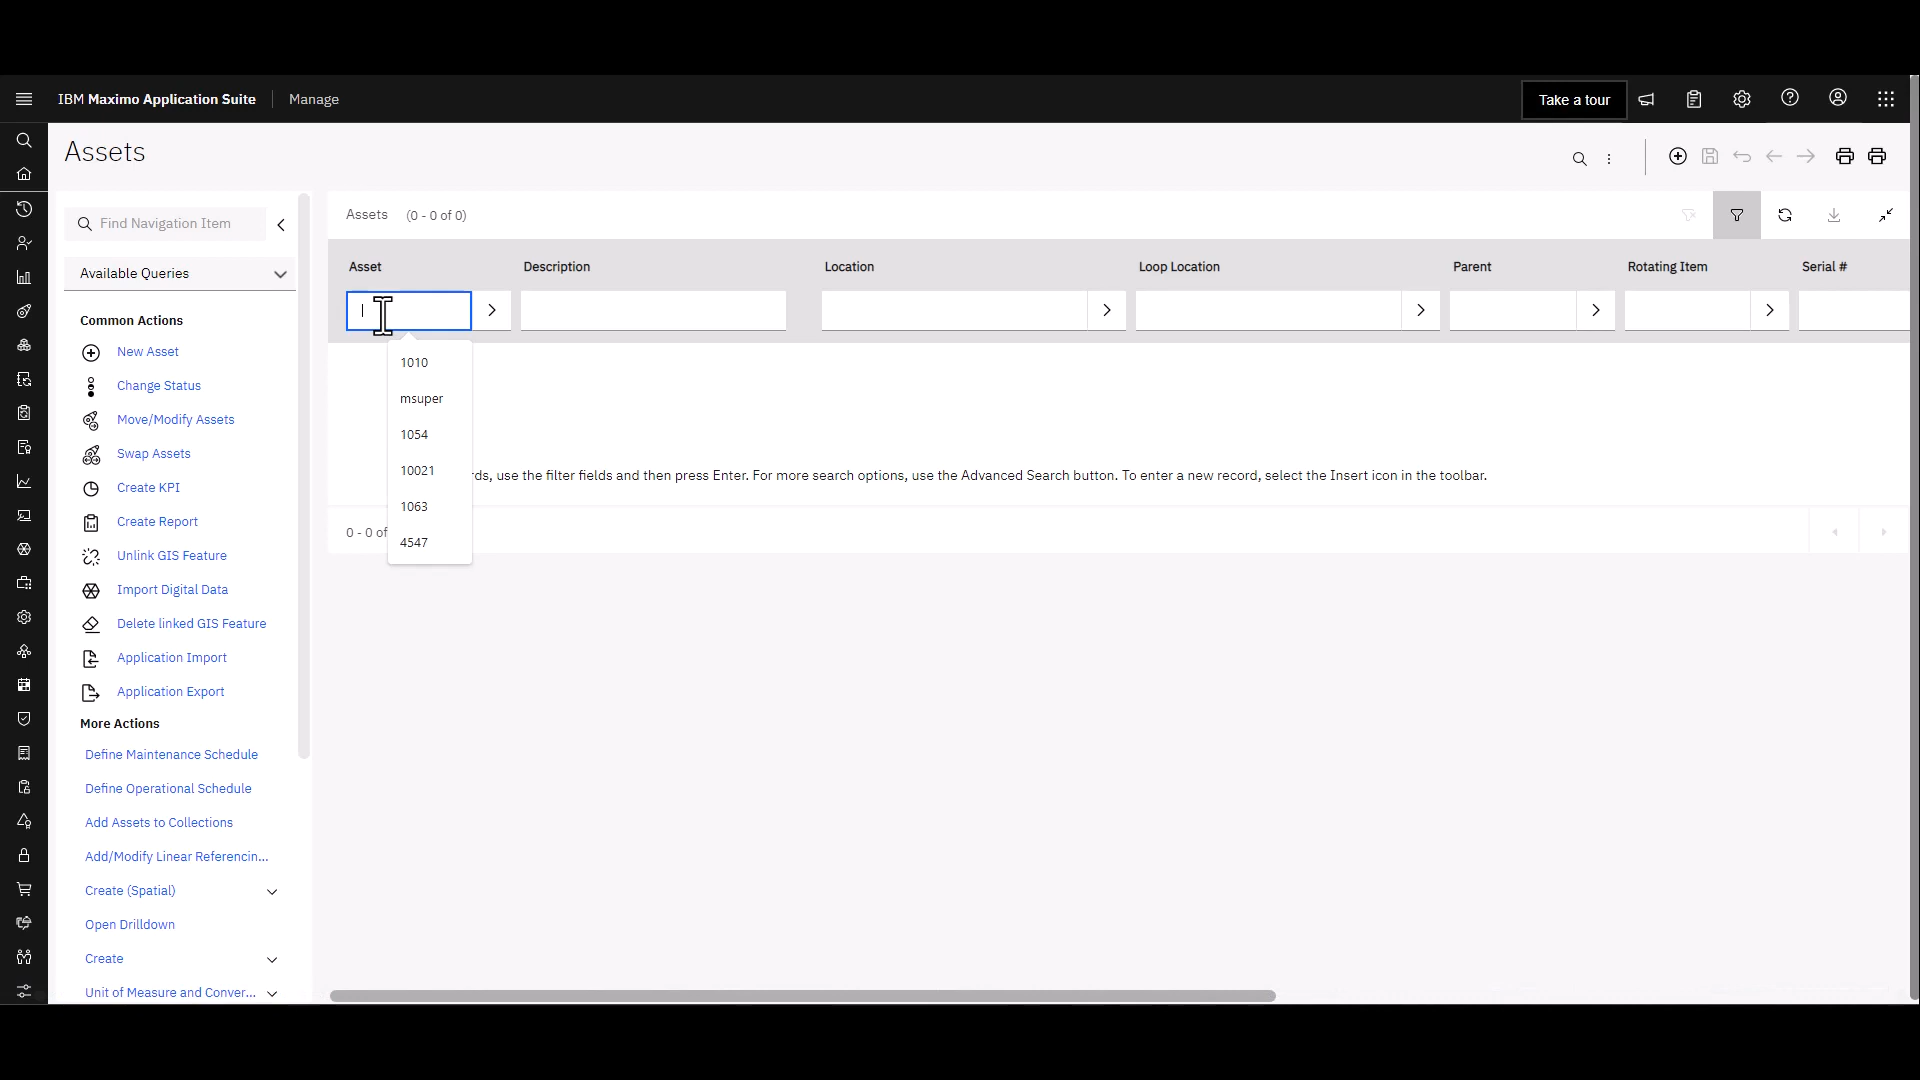 IBM Maximo Application Suite
Manage
Take a tour
Assets
Find Navigation Item
Available Queries
Common Actions
New Asset
Change Status
Move/Modify Assets
Swap Assets
Create KPI
Create Report
Unlink GIS Feature
Import Digital Data
Delete linked GIS Feature
Application Import
Application Export
More Actions
Define Maintenance Schedule
Define Operational Schedule
Add Assets to Collections
Add/Modify Linear Referencin...
Create (Spatial)
Open Drilldown
Create
Unit of Measure and Conver...
Assets (0 - 0 of 0)
Asset Description Location Loop Location Parent Rotating Item Serial #
1010
msuper
1054
10021
1063
4547
rds, use the filter fields and then press Enter. For more search options, use the Advanced Search button. To enter a new record, select the Insert icon in the toolbar.
0 - 0 of